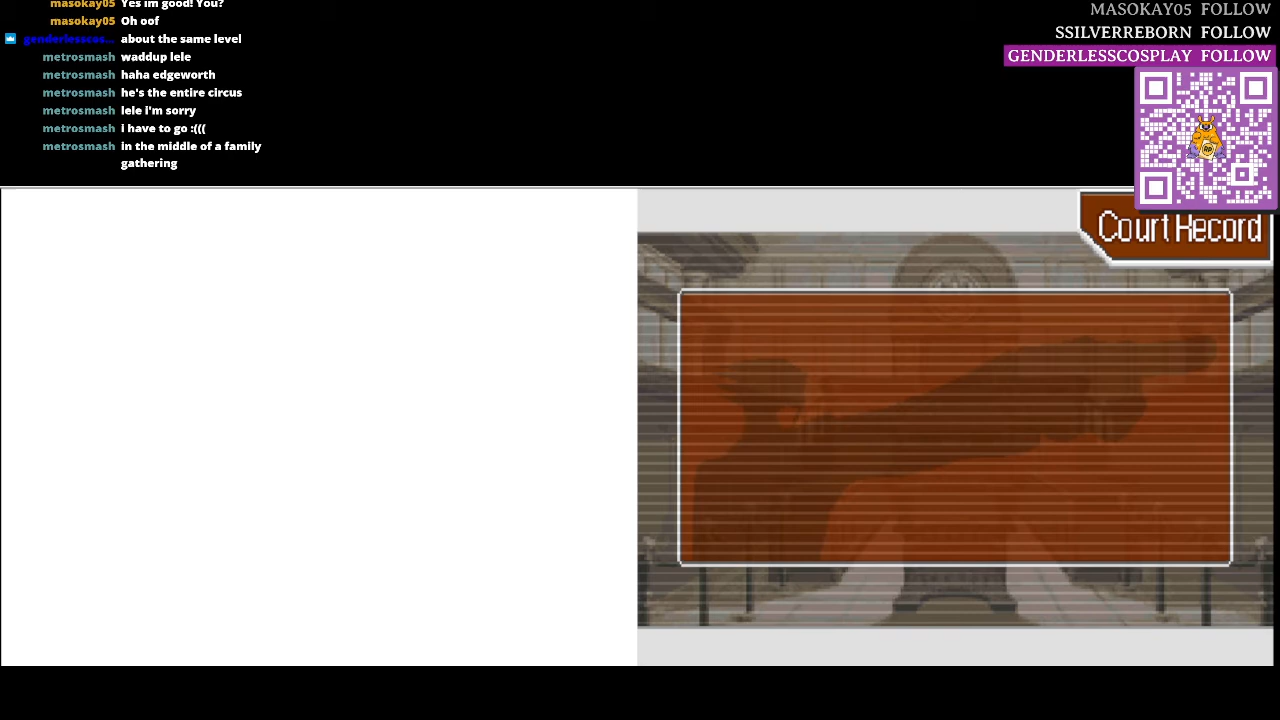 masokay05 Yes im good! You?
masokay05 Oh oof
genderlesscos... about the same level
metrosmash waddup lele
metrosmash haha edgeworth
metrosmash he's the entire circus
metrosmash lele i'm sorry
metrosmash i have to go :(((
metrosmash in the middle of a family
gathering
MASOKAY05 FOLLOW
SSILVERREBORN FOLLOW
GENDERLESSCOSPLAY FOLLOW
Court Record